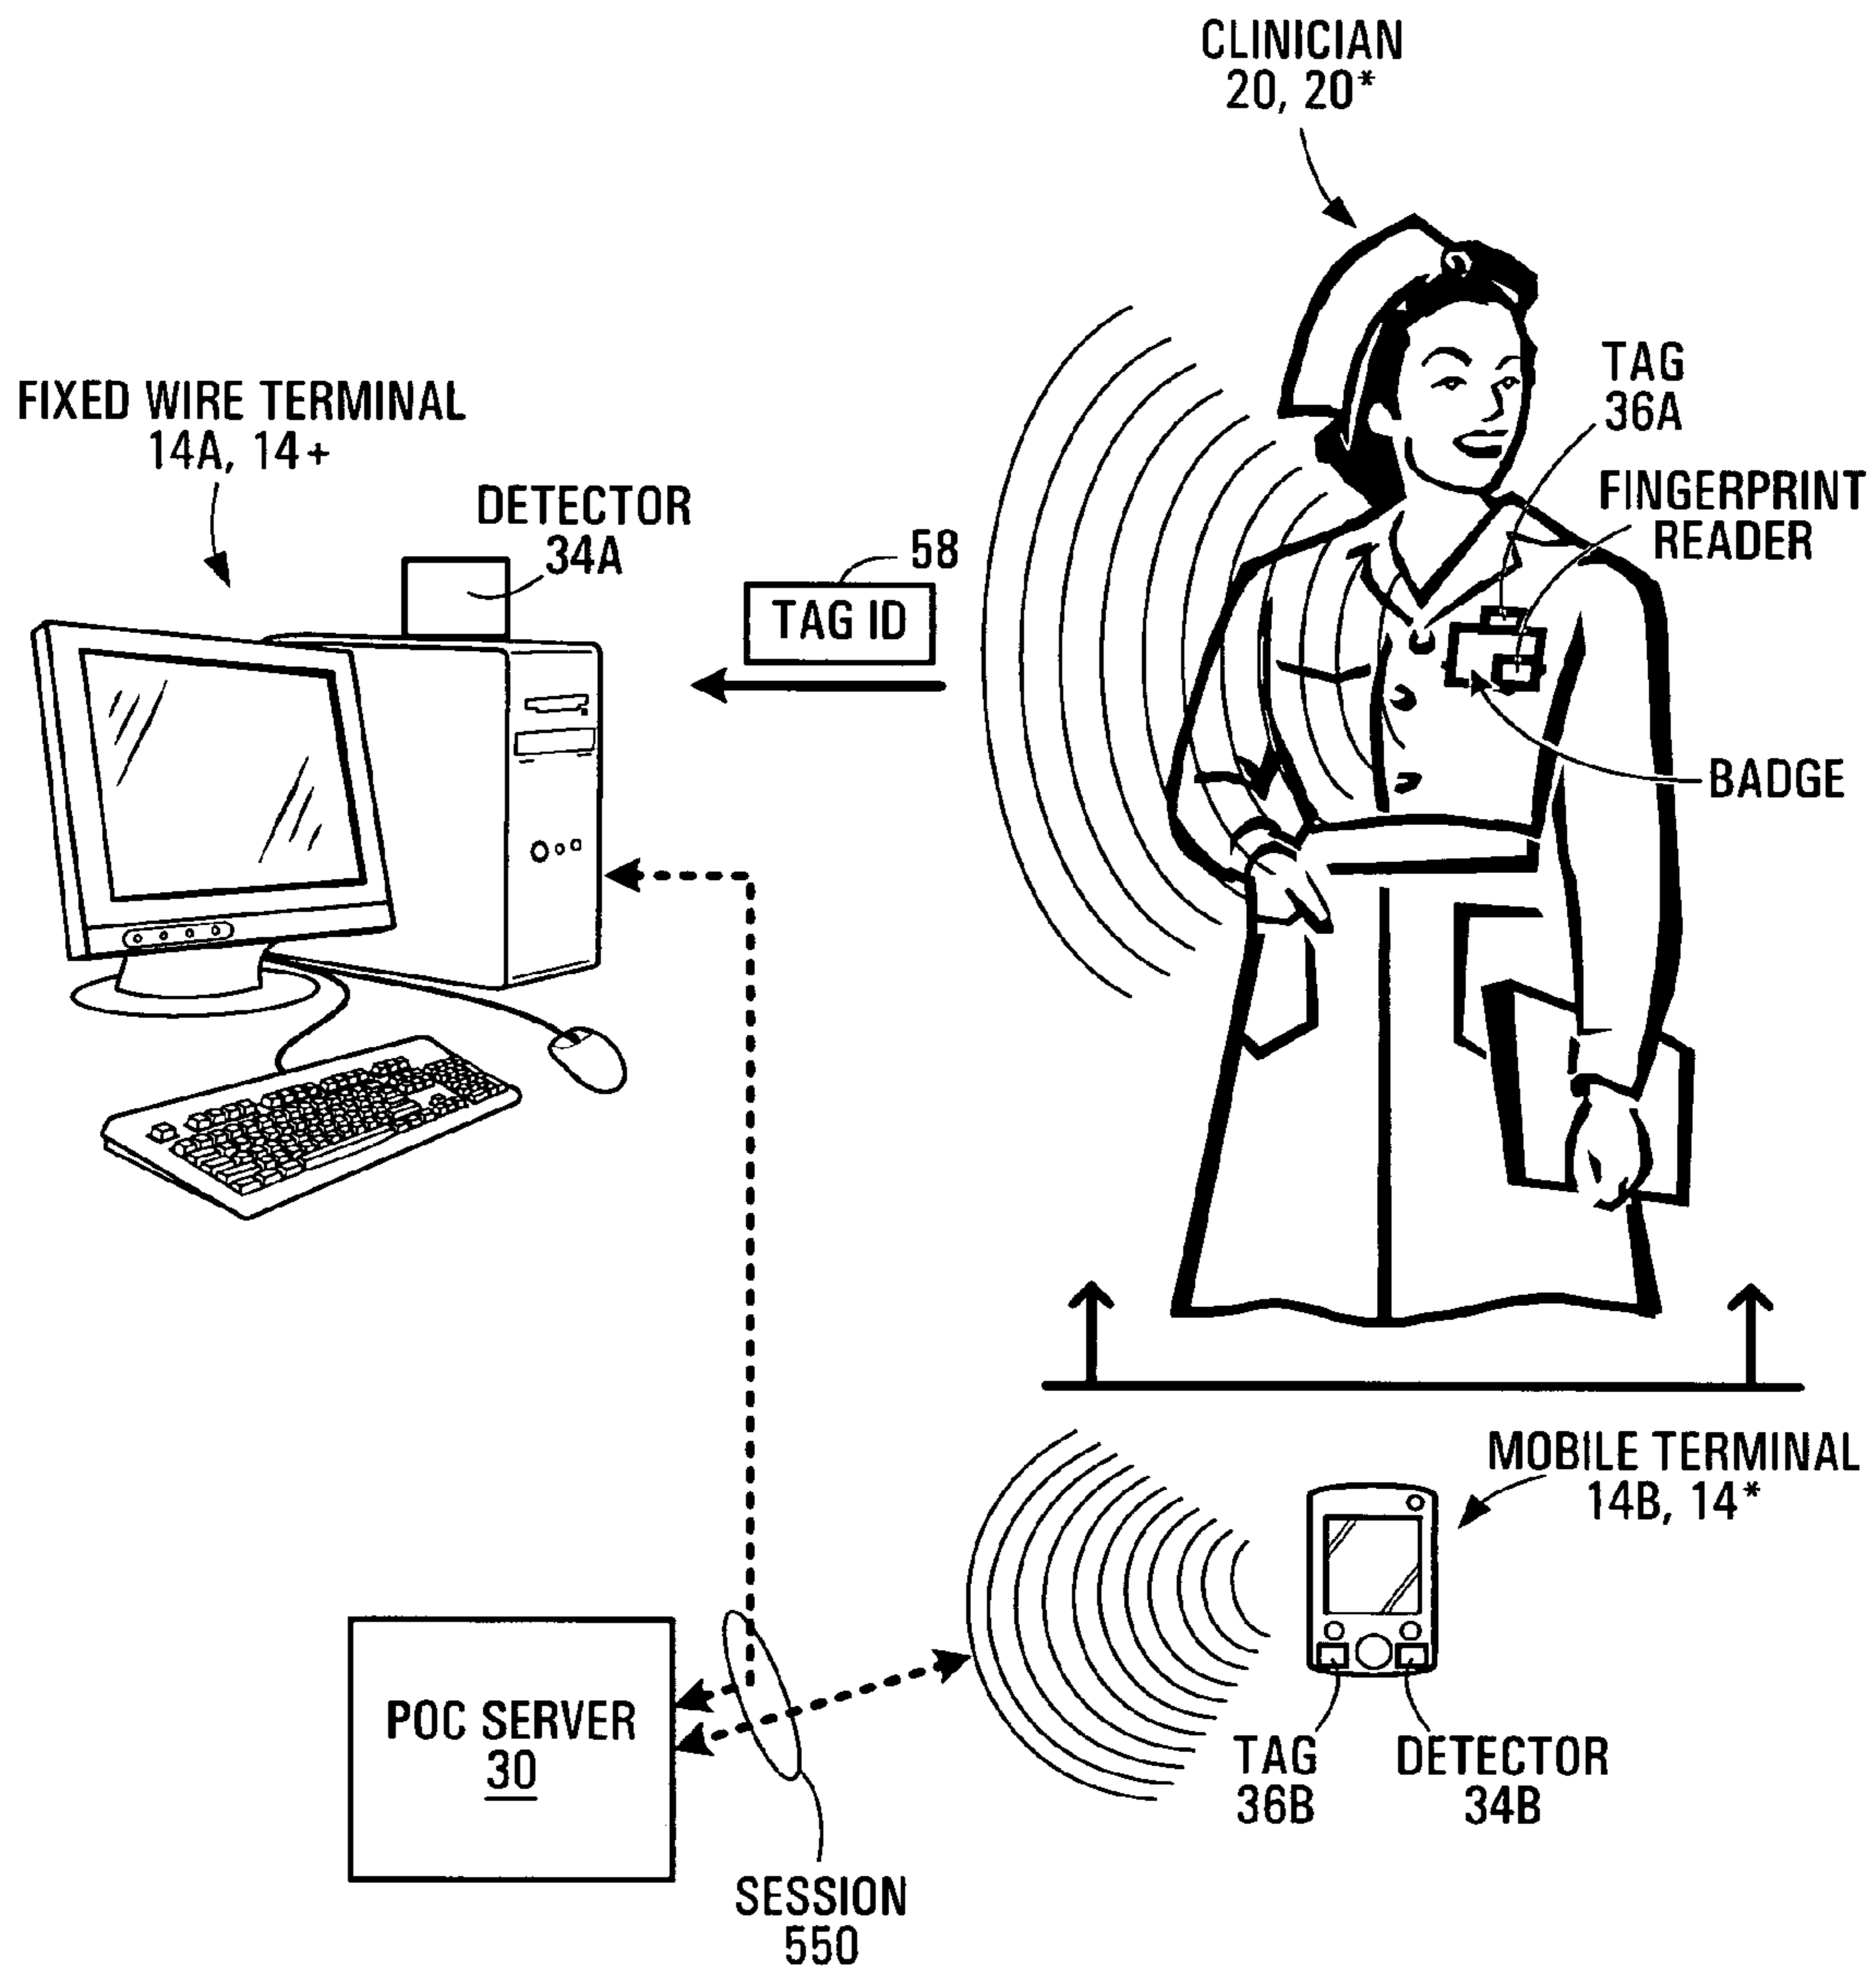 CLINICIAN
20, 20*
TAG
36A
FIXED WIRE TERMINAL
14A, 14+
FINGERPRINT
READER
DETECTOR
34A
58
TAG ID
BADGE
MOBILE TERMINAL
14B, 14*
POC SERVER
30
TAG
36B
DETECTOR
34B
SESSION
550